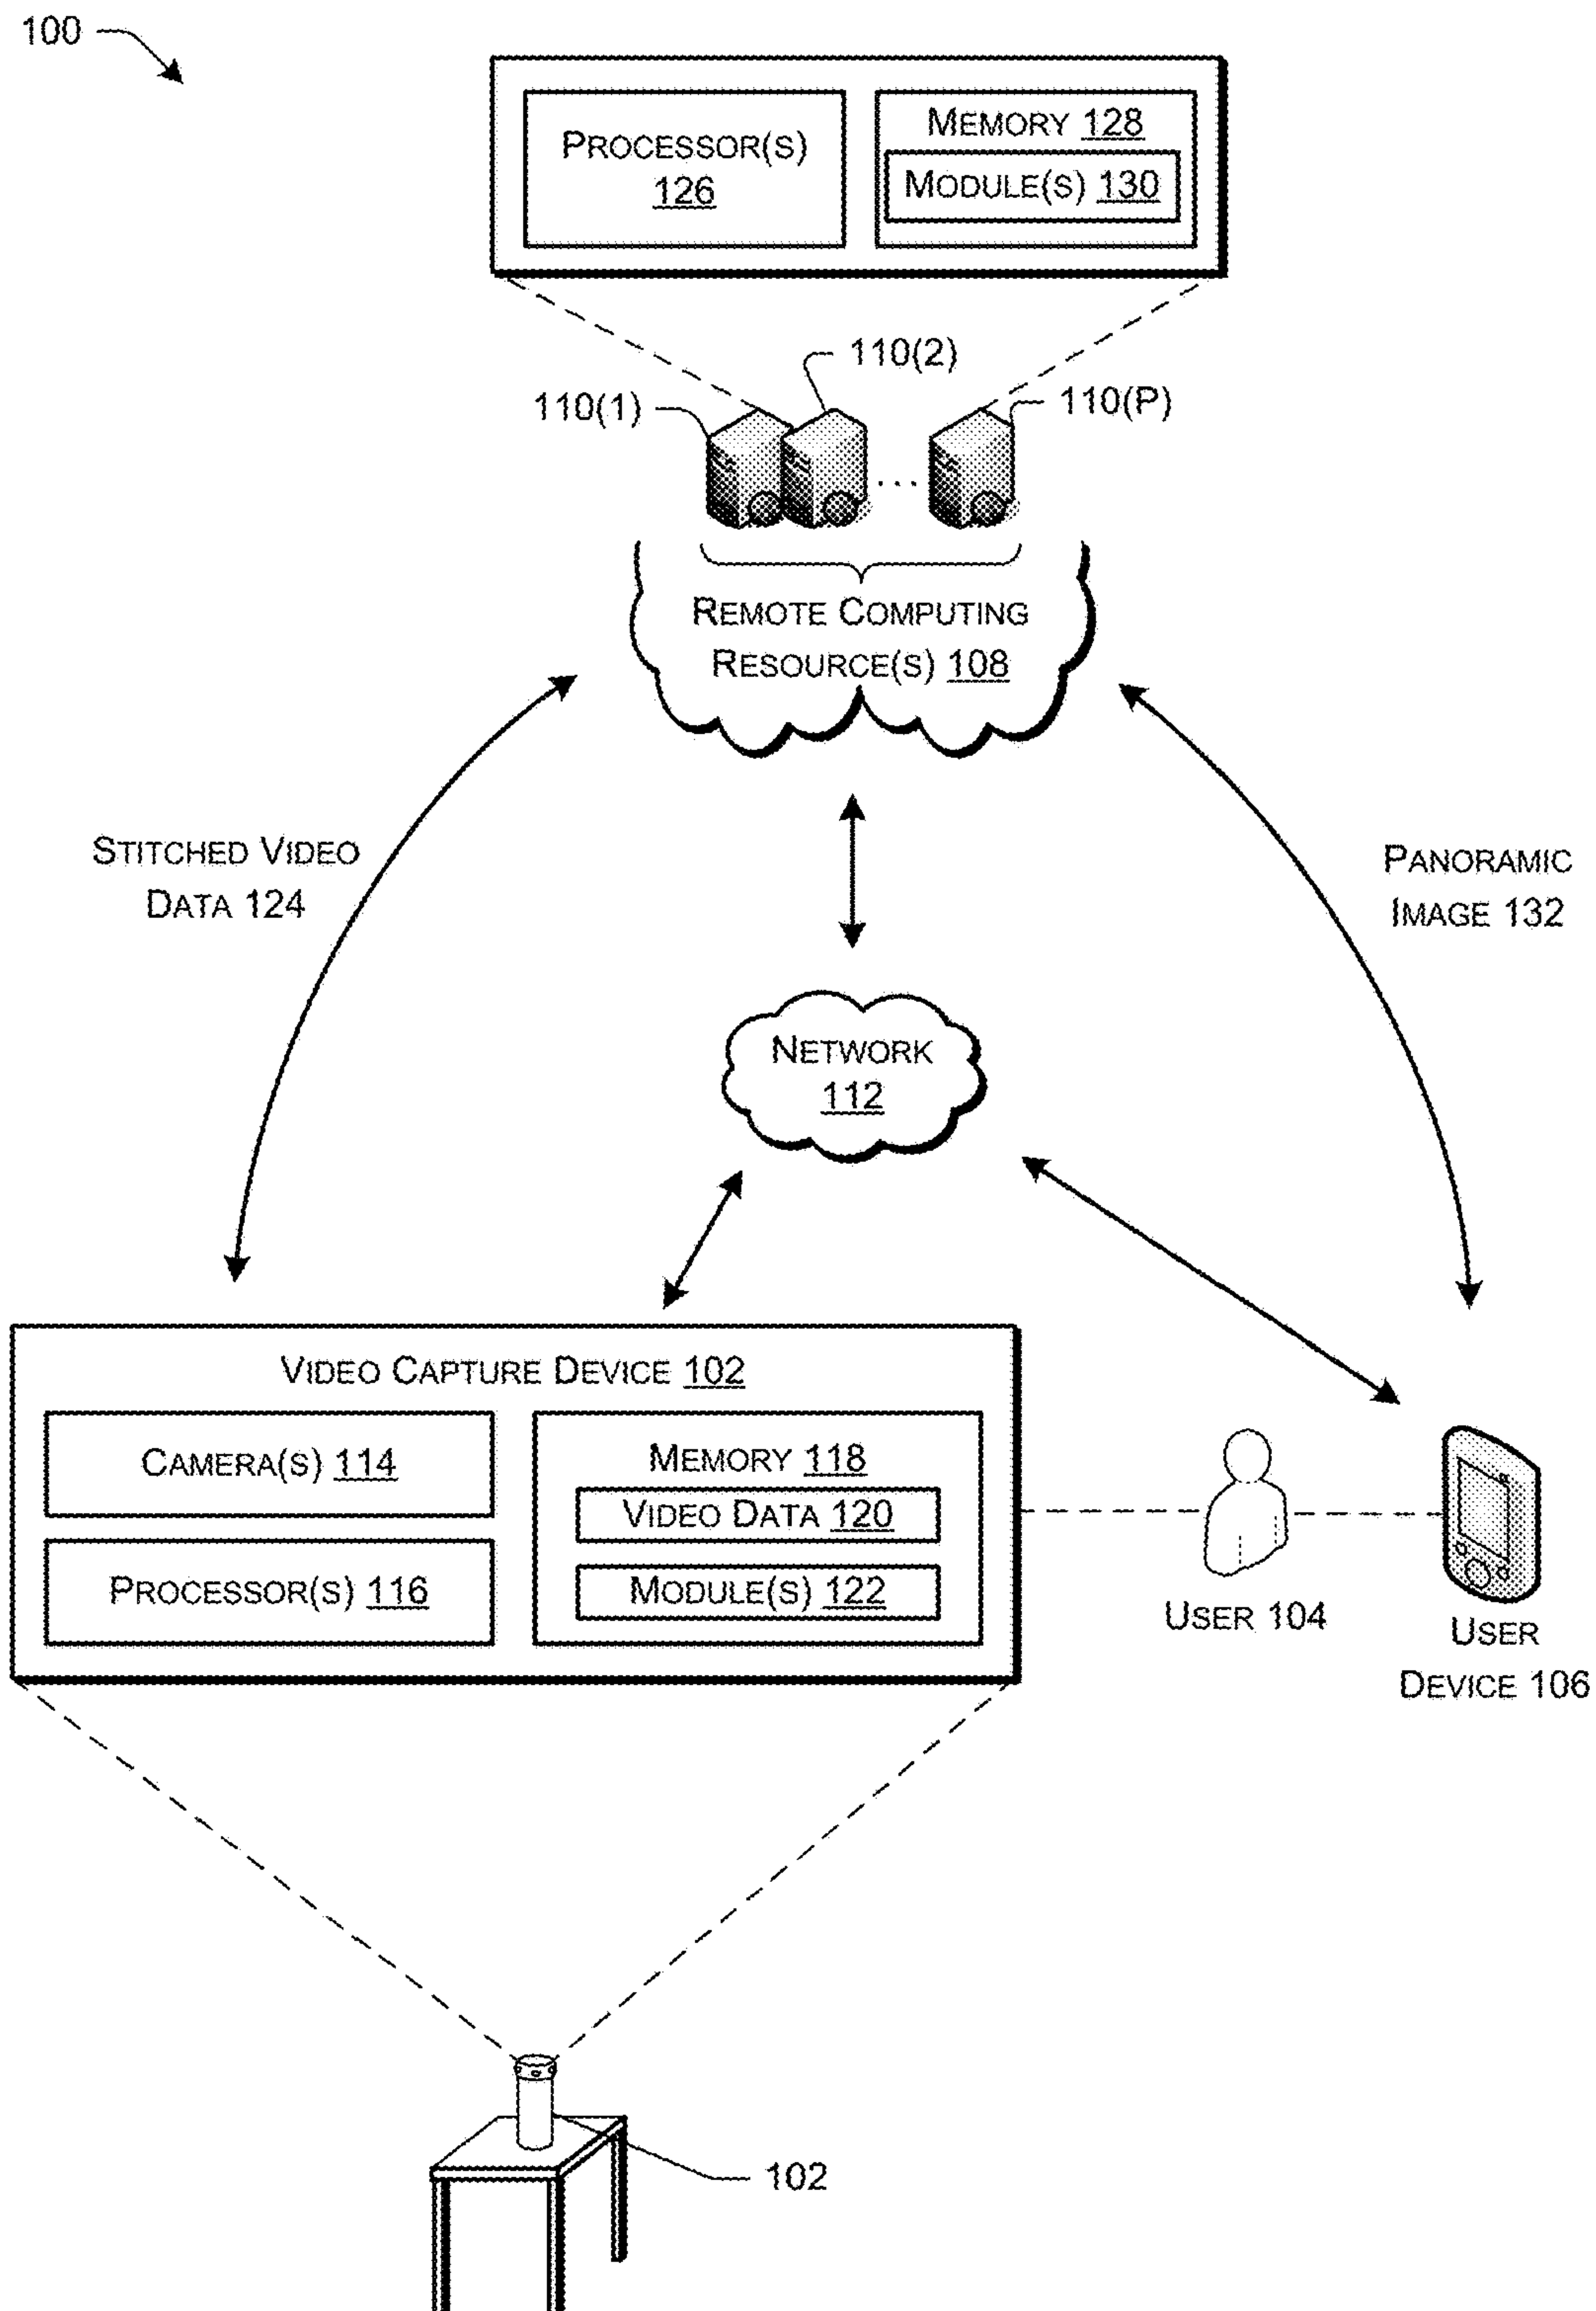 100
PROCESSOR(S)
126
MEMORY 128
MODULE(S) 130
110(1)
110(2)
110(P)
...
REMOTE COMPUTING
RESOURCE(S) 108
STITCHED VIDEO
DATA 124
PANORAMIC
IMAGE 132
NETWORK
112
VIDEO CAPTURE DEVICE 102
CAMERA(S) 114
PROCESSOR(S) 116
MEMORY 118
VIDEO DATA 120
MODULE(S) 122
USER 104
USER
DEVICE 106
102